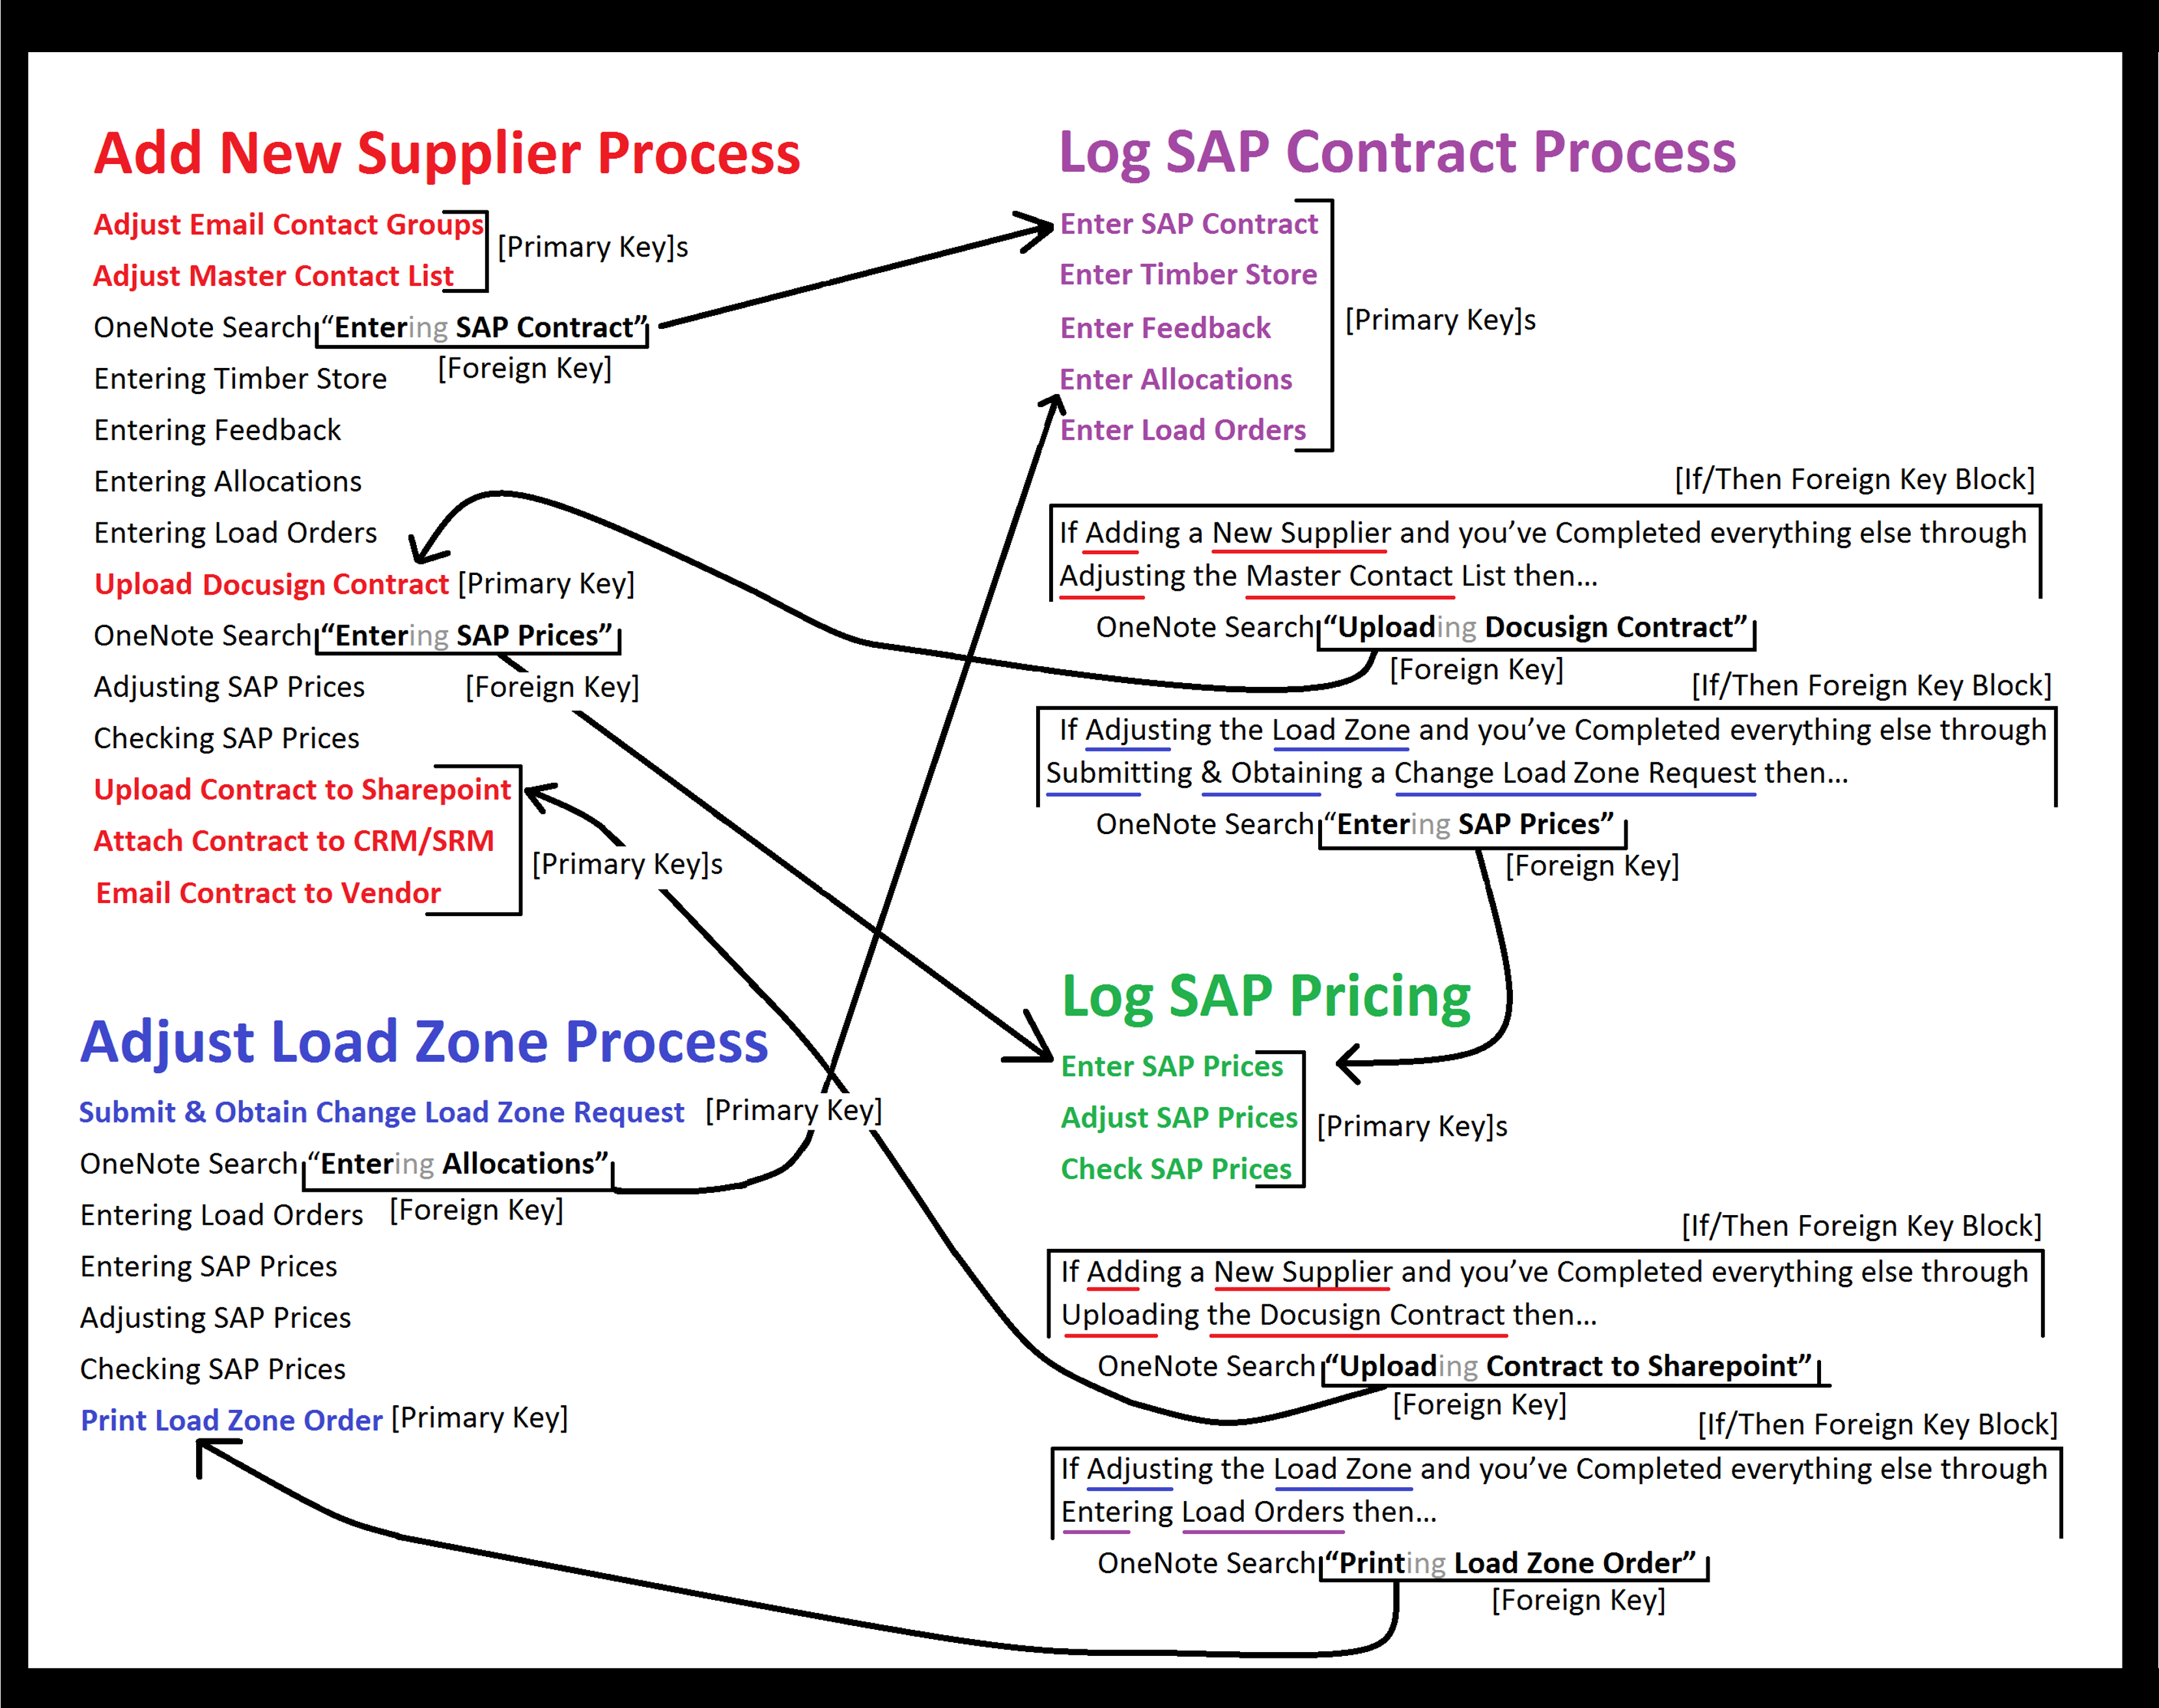 Add New Supplier Process
Adjust Email Contact Groups
Adjust Master Contact List
[Primary Key]s
OneNote Search “Entering SAP Contract”
[Foreign Key]
Entering Timber Store
Entering Feedback
Entering Allocations
Entering Load Orders
Upload Docusign Contract [Primary Key]
OneNote Search “Entering SAP Prices”
[Foreign Key]
Adjusting SAP Prices
Checking SAP Prices
Upload Contract to Sharepoint
Attach Contract to CRM/SRM
Email Contract to Vendor
[Primary Key]s
Adjust Load Zone Process
Submit & Obtain Change Load Zone Request [Primary Key]
OneNote Search “Entering Allocations”
[Foreign Key]
Entering Load Orders
Entering SAP Prices
Adjusting SAP Prices
Checking SAP Prices
Print Load Zone Order [Primary Key]
Log SAP Contract Process
Enter SAP Contract
Enter Timber Store
Enter Feedback
Enter Allocations
Enter Load Orders
[Primary Key]s
[If/Then Foreign Key Block]
If Adding a New Supplier and you’ve Completed everything else through
Adjusting the Master Contact List then...
OneNote Search “Uploading Docusign Contract”
[Foreign Key]
[If/Then Foreign Key Block]
If Adjusting the Load Zone and you’ve Completed everything else through
Submitting & Obtaining a Change Load Zone Request then...
OneNote Search “Entering SAP Prices”
[Foreign Key]
Log SAP Pricing
Enter SAP Prices
Adjust SAP Prices
Check SAP Prices
[Primary Key]s
[If/Then Foreign Key Block]
If Adding a New Supplier and you’ve Completed everything else through
Uploading the Docusign Contract then...
OneNote Search “Uploading Contract to Sharepoint”
[Foreign Key]
[If/Then Foreign Key Block]
If Adjusting the Load Zone and you’ve Completed everything else through
Entering Load Orders then...
OneNote Search “Printing Load Zone Order”
[Foreign Key]